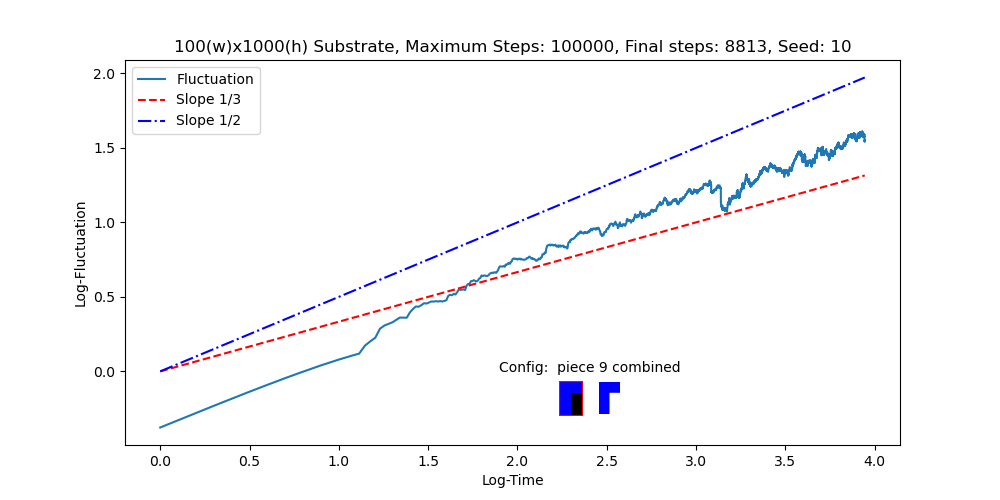 100(w)x1000(h) Substrate, Maximum Steps: 100000, Final steps: 8813, Seed: 10
Fluctuation
Slope 1/3
Slope 1/2
2.0
1.5
1.0
0.5
0.0
Log-Fluctuation
Config:  piece 9 combined
0.0 0.5 1.0 1.5 2.0 2.5 3.0 3.5 4.0
Log-Time